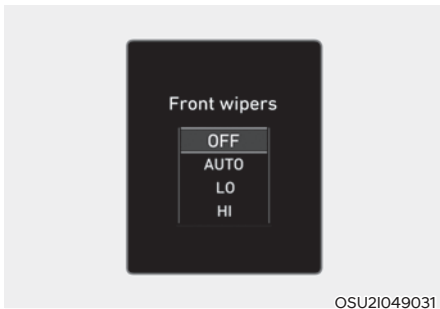 Front wipers
OFF
AUTO
LO
HI
OSU2I049031